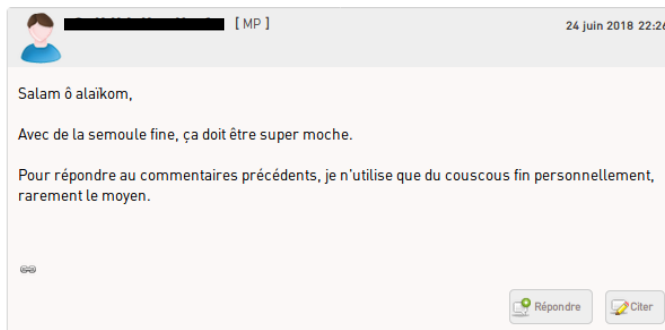 [ MP ] 24 juin 2018 22:26
Salam ô alaïkom,
Avec de la semoule fine, ça doit être super moche.
Pour répondre au commentaires précédents, je n'utilise que du couscous fin personnellement,
rarement le moyen.
Répondre Citer